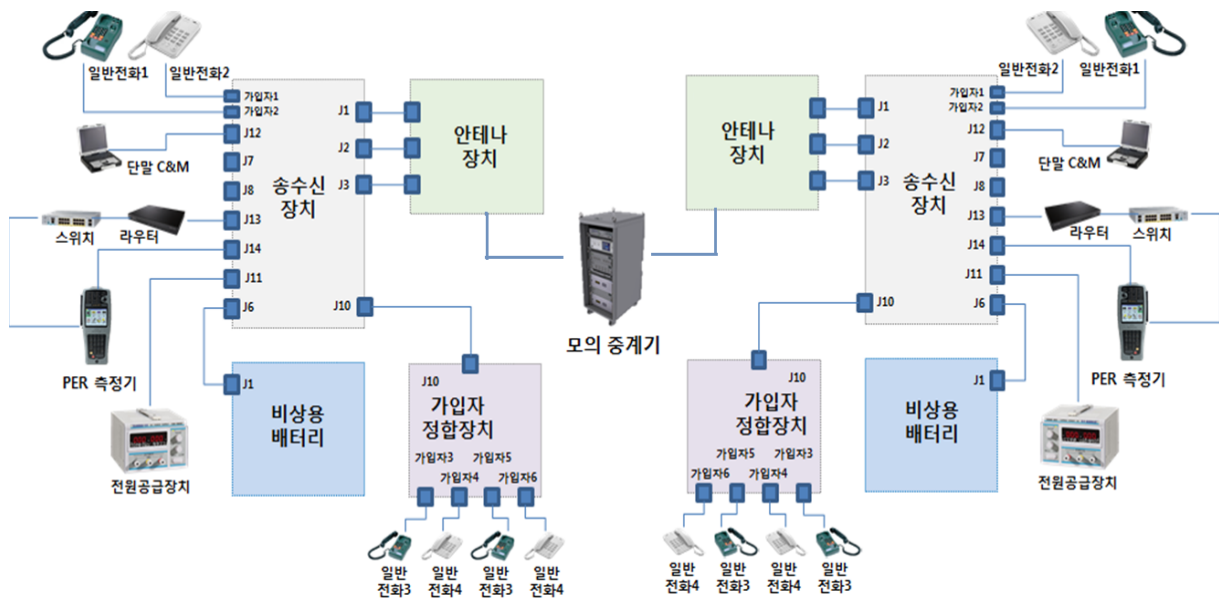 일반전화1
일반전화2
가입자1
가입자2
J12
J7
J8
J13
J14
J11
J6
J1
J2
J3
J10
송수신
장치
안테나
장치
단말 C&M
스위치
라우터
PER 측정기
전원공급장치
J1
비상용
배터리
J10
가입자
정합장치
가입자3
가입자5
가입자4
가입자6
일반
전화3
일반
전화4
일반
전화3
일반
전화4
모의 중계기
일반전화2
일반전화1
안테나
장치
J1
J2
J3
J10
송수신
장치
가입자1
가입자2
J12
J7
J8
J13
J14
J11
J6
단말 C&M
라우터
스위치
PER 측정기
전원공급장치
J1
비상용
배터리
J10
가입자
정합장치
가입자5
가입자3
가입자6
가입자4
일반
전화4
일반
전화3
일반
전화4
일반
전화3